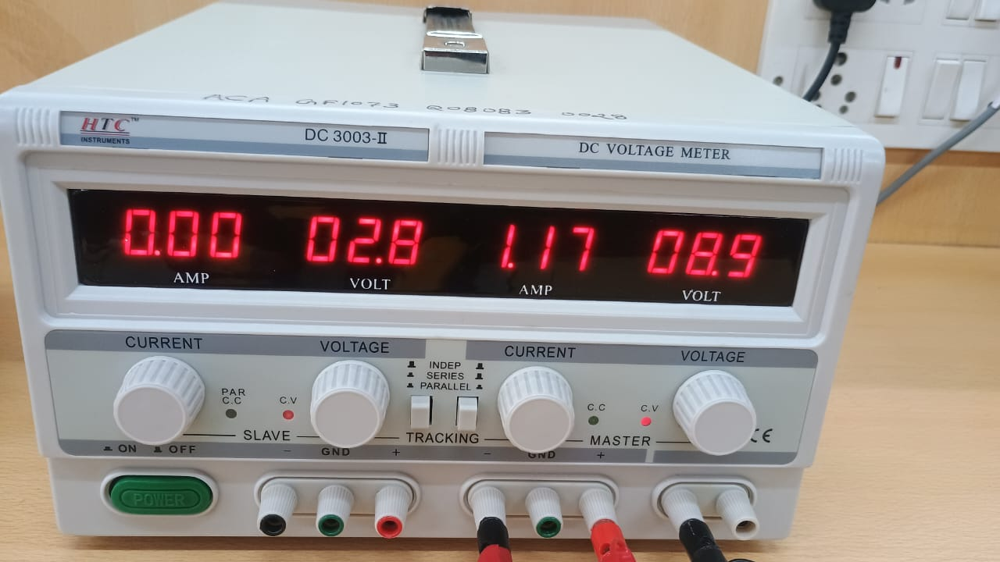 ACA GF1073 Q08083 0028
HTC™
INSTRUMENTS
DC 3003-II
DC VOLTAGE METER
0.00 02.8 1.17 08.9
AMP VOLT AMP VOLT
CURRENT VOLTAGE CURRENT VOLTAGE
INDEP
SERIES
PARALLEL
PAR
C.C C.V C.C C.V
SLAVE TRACKING MASTER CE
ON OFF − GND + − GND +
POWER